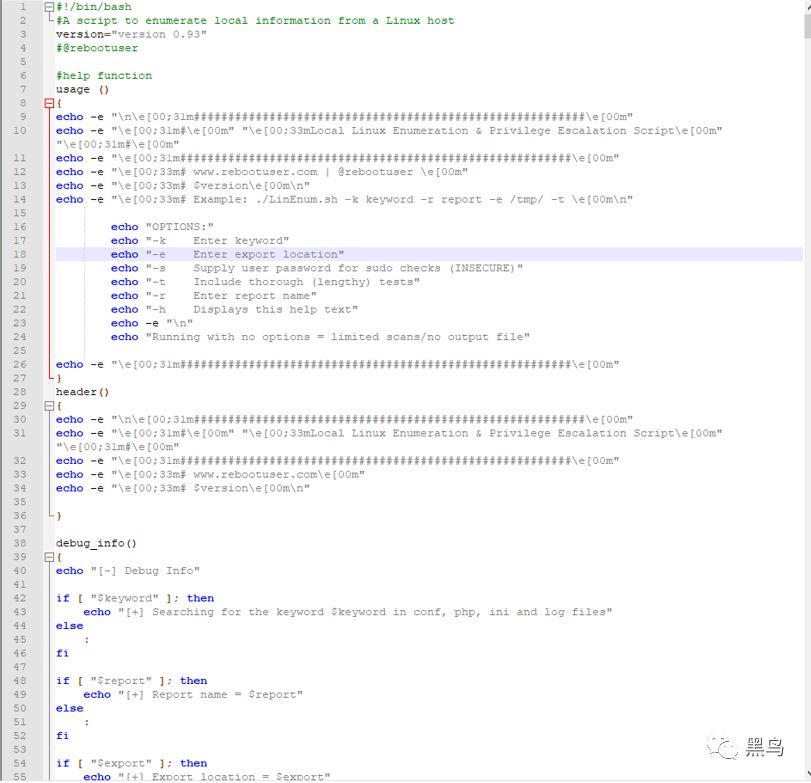 1 #!/bin/bash
2 #A script to enumerate local information from a Linux host
3 version="version 0.93"
4 #@rebootuser
5
6 #help function
7 usage ()
8 {
9 echo -e "\n\e[00;31m#########################################################\e[00m"
10 echo -e "\e[00;31m#\e[00m" "\e[00;33mLocal Linux Enumeration & Privilege Escalation Script\e[00m"
"\e[00;31m#\e[00m"
11 echo -e "\e[00;31m#########################################################\e[00m"
12 echo -e "\e[00;33m# www.rebootuser.com | @rebootuser \e[00m"
13 echo -e "\e[00;33m# $version\e[00m\n"
14 echo -e "\e[00;33m# Example: ./LinEnum.sh -k keyword -r report -e /tmp/ -t \e[00m\n"
15
16 echo "OPTIONS:"
17 echo "-k    Enter keyword"
18 echo "-e    Enter export location"
19 echo "-s    Supply user password for sudo checks (INSECURE)"
20 echo "-t    Include thorough (lengthy) tests"
21 echo "-r    Enter report name"
22 echo "-h    Displays this help text"
23 echo -e "\n"
24 echo "Running with no options = limited scans/no output file"
25
26 echo -e "\e[00;31m#########################################################\e[00m"
27 }
28 header()
29 {
30 echo -e "\n\e[00;31m#########################################################\e[00m"
31 echo -e "\e[00;31m#\e[00m" "\e[00;33mLocal Linux Enumeration & Privilege Escalation Script\e[00m"
"\e[00;31m#\e[00m"
32 echo -e "\e[00;31m#########################################################\e[00m"
33 echo -e "\e[00;33m# www.rebootuser.com\e[00m"
34 echo -e "\e[00;33m# $version\e[00m\n"
35
36 }
37
38 debug_info()
39 {
40 echo "[-] Debug Info"
41
42 if [ "$keyword" ]; then
43 echo "[+] Searching for the keyword $keyword in conf, php, ini and log files"
44 else
45 :
46 fi
47
48 if [ "$report" ]; then
49 echo "[+] Report name = $report"
50 else
51 :
52 fi
53
54 if [ "$export" ]; then
55 echo "[+] Export location = $export"
黑鸟